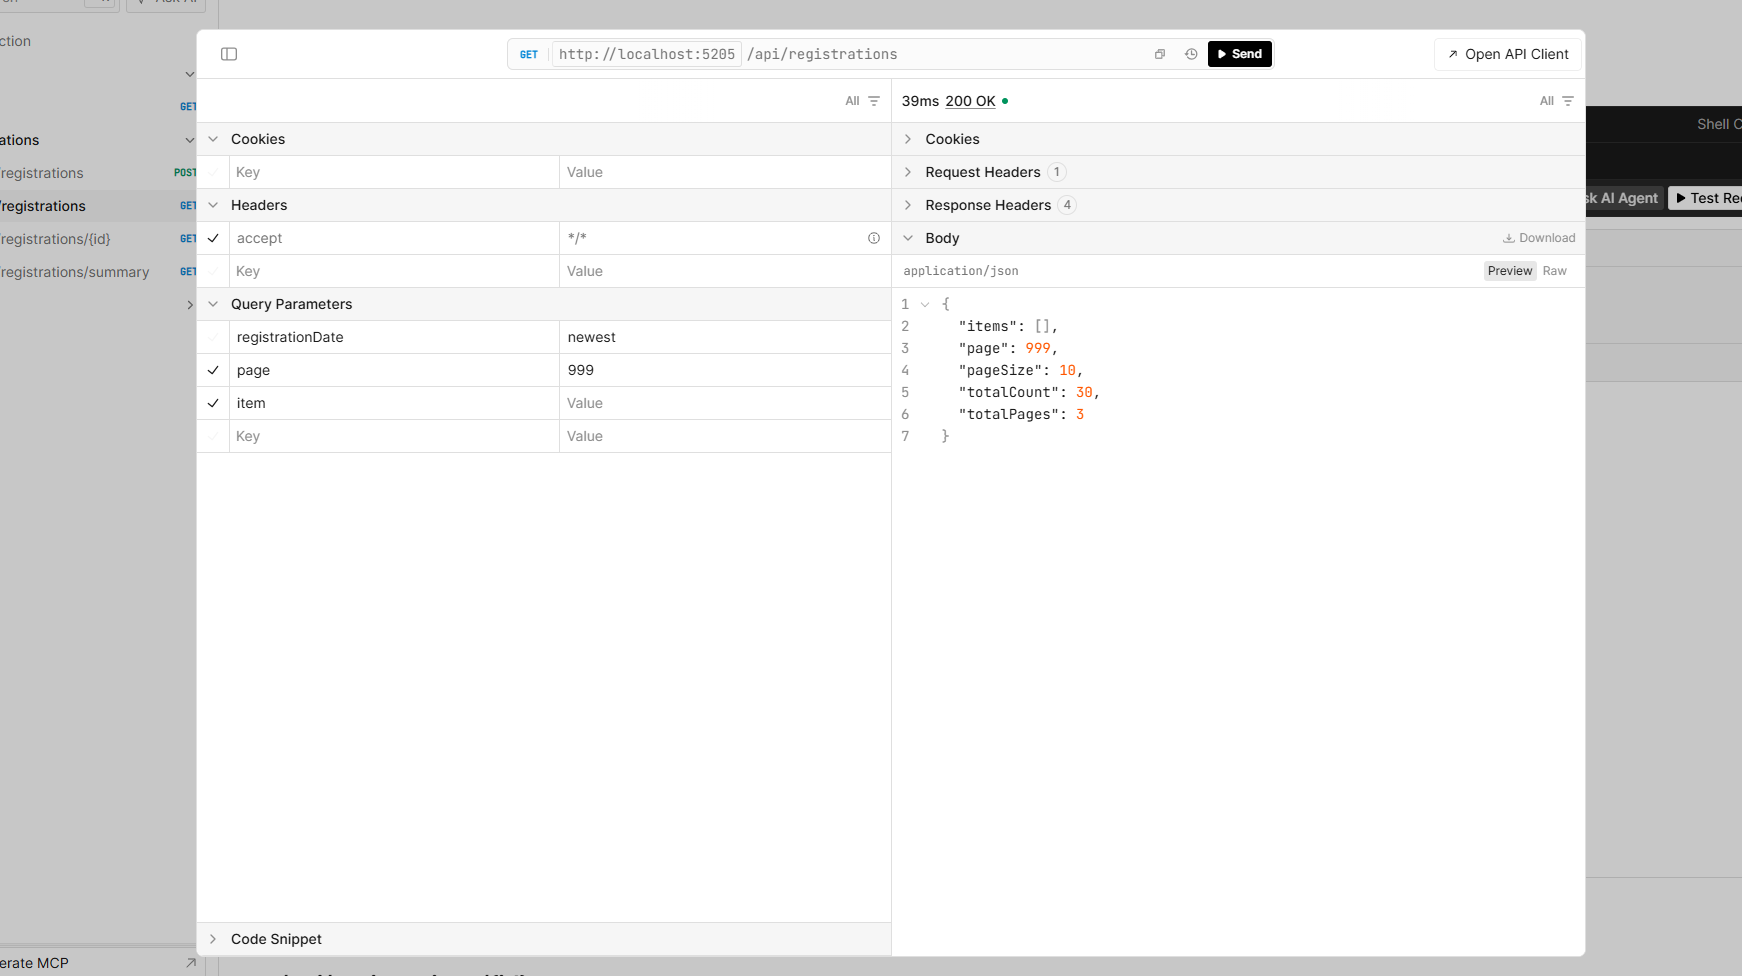 GET http://localhost:5205 /api/registrations
Send
Open API Client
ction
GET
ations
/registrations POST
/registrations GET
/registrations/{id} GET
/registrations/summary GET
erate MCP
All
Cookies
Key Value
Headers
accept */*
Key Value
Query Parameters
registrationDate newest
page 999
item Value
Key Value
Code Snippet
39ms 200 OK
All
Cookies
Request Headers 1
Response Headers 4
Body Download
application/json Preview Raw
1 {
2 "items": [],
3 "page": 999,
4 "pageSize": 10,
5 "totalCount": 30,
6 "totalPages": 3
7 }
Shell C
sk AI Agent
Test Re